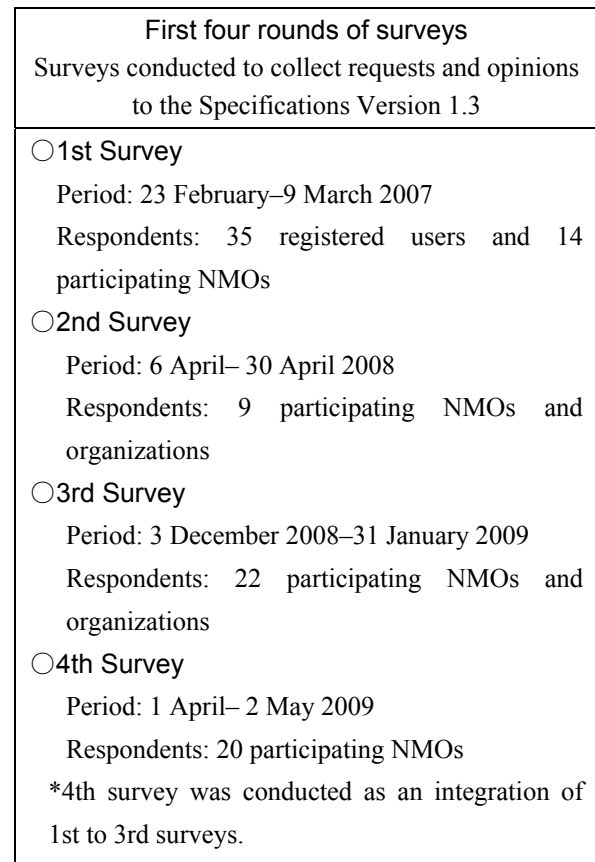 First four rounds of surveys
Surveys conducted to collect requests and opinions
to the Specifications Version 1.3
○1st Survey
Period: 23 February–9 March 2007
Respondents: 35 registered users and 14
participating NMOs
○2nd Survey
Period: 6 April– 30 April 2008
Respondents: 9 participating NMOs and
organizations
○3rd Survey
Period: 3 December 2008–31 January 2009
Respondents: 22 participating NMOs and
organizations
○4th Survey
Period: 1 April– 2 May 2009
Respondents: 20 participating NMOs
*4th survey was conducted as an integration of
1st to 3rd surveys.